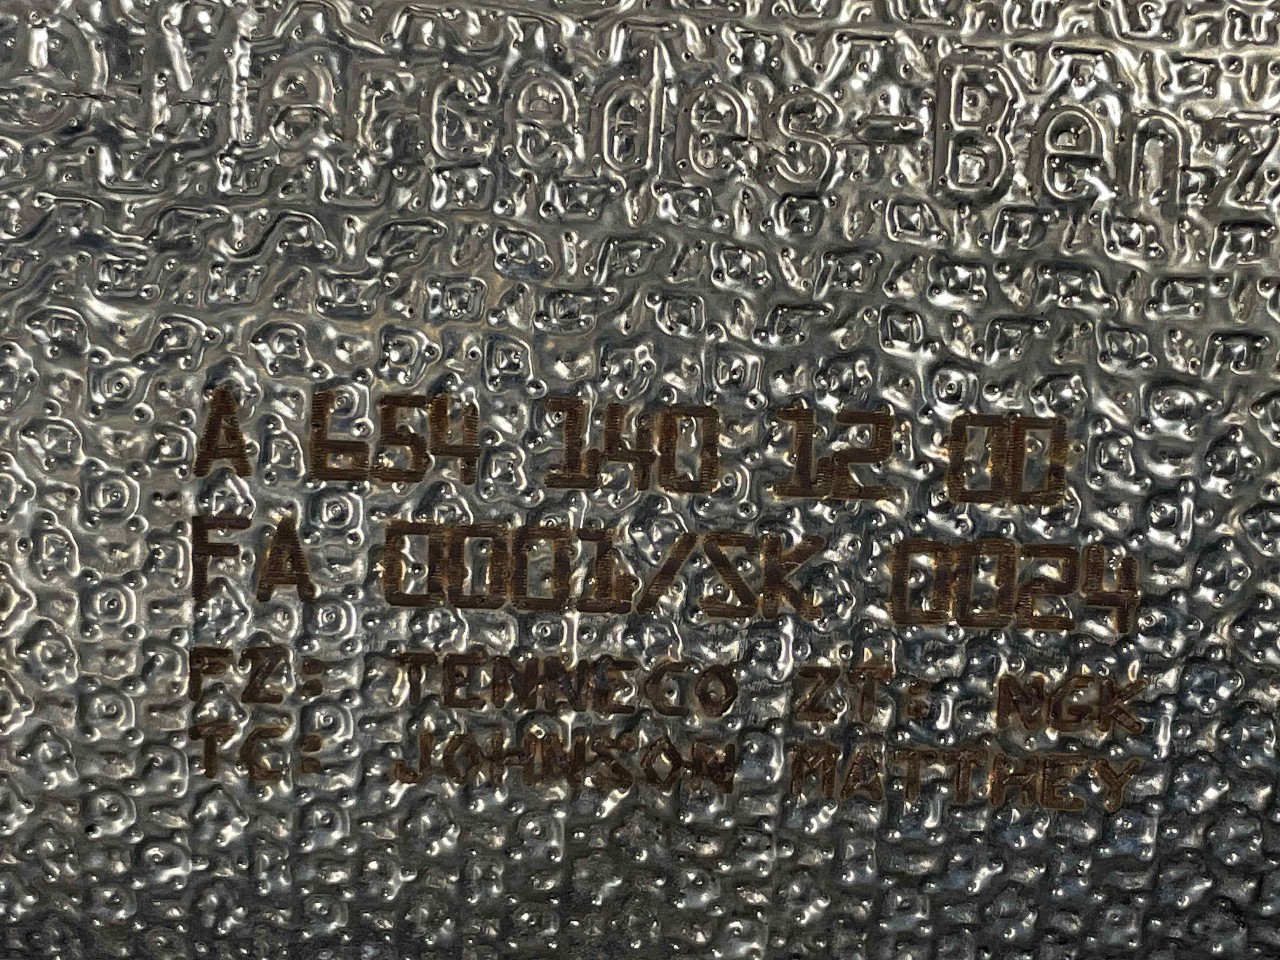 Mercedes-Benz
A 654 140 12 00
FA 0001/SK 0024
FZ: TENNECO ZT: NGK
TC: JOHNSON MATTHEY